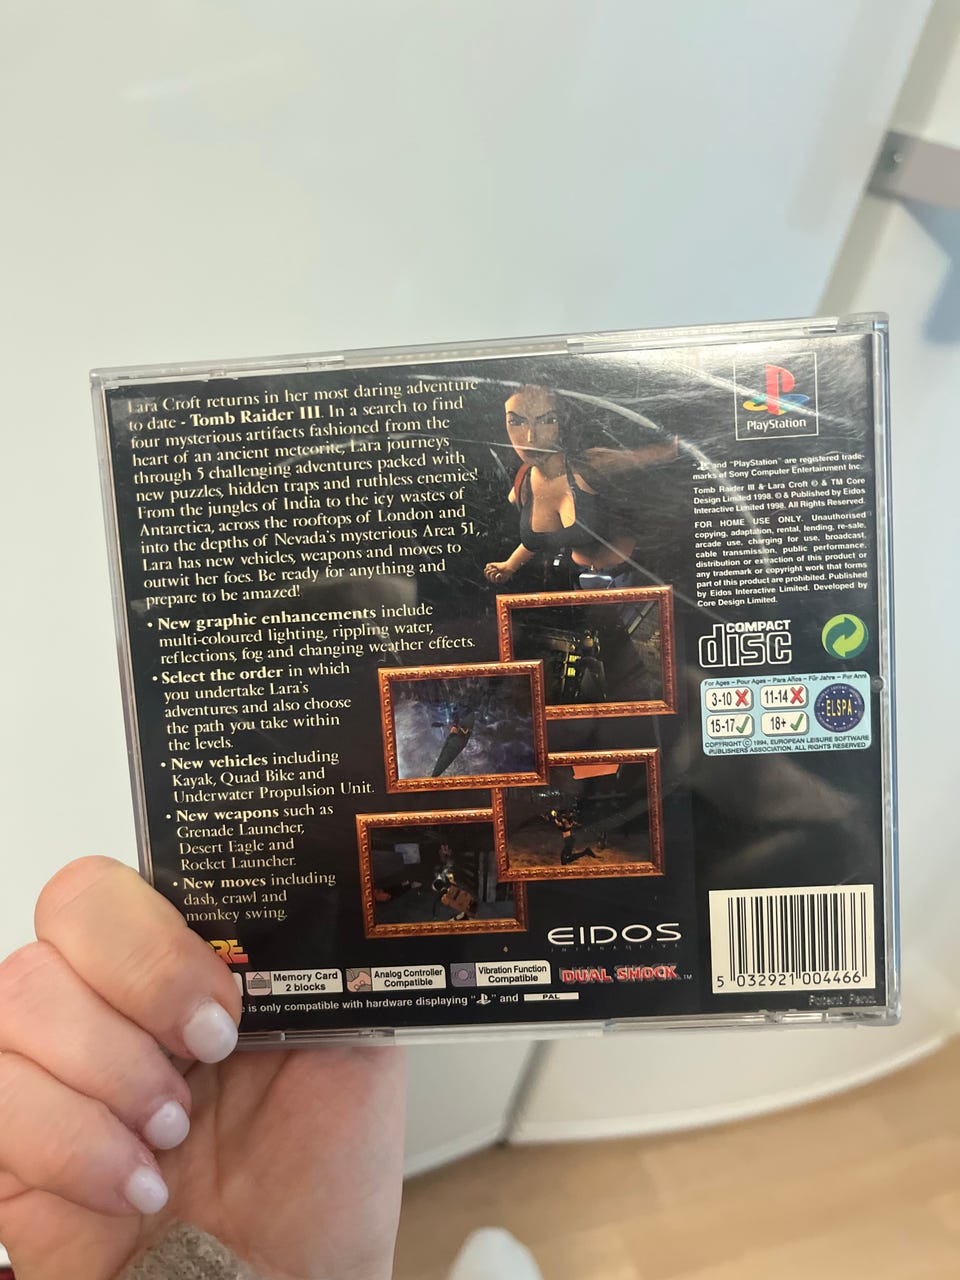 Lara Croft returns in her most daring adventure
to date - Tomb Raider III. In a search to find
four mysterious artifacts fashioned from the
heart of an ancient meteorite, Lara journeys
through 5 challenging adventures packed with
new puzzles, hidden traps and ruthless enemies!
From the jungles of India to the icy wastes of
Antarctica, across the rooftops of London and
into the depths of Nevada's mysterious Area 51,
Lara has new vehicles, weapons and moves to
outwit her foes. Be ready for anything and
prepare to be amazed!
• New graphic enhancements include
multi-coloured lighting, rippling water,
reflections, fog and changing weather effects.
• Select the order in which
you undertake Lara's
adventures and also choose
the path you take within
the levels.
• New vehicles including
Kayak, Quad Bike and
Underwater Propulsion Unit.
• New weapons such as
Grenade Launcher,
Desert Eagle and
Rocket Launcher.
• New moves including
dash, crawl and
monkey swing.
PlayStation
" " and "PlayStation" are registered trade-
marks of Sony Computer Entertainment Inc.
Tomb Raider III & Lara Croft © & TM Core
Design Limited 1998. © & Published by Eidos
Interactive Limited 1998. All Rights Reserved.
FOR HOME USE ONLY. Unauthorised
copying, adaptation, rental, lending, re-sale,
arcade use, charging for use, broadcast,
cable transmission, public performance,
distribution or extraction of this product or
any trademark or copyright work that forms
part of this product are prohibited. Published
by Eidos Interactive Limited. Developed by
Core Design Limited.
COMPACT
disc
For Ages - Pour Ages - Para Años - Für Jahre - Per Anni
3-10 11-14
15-17 18+
ELSPA
COPYRIGHT © 1994, EUROPEAN LEISURE SOFTWARE
PUBLISHERS ASSOCIATION. ALL RIGHTS RESERVED
EIDOS
INTERACTIVE
RE
Memory Card
2 blocks
Analog Controller
Compatible
Vibration Function
Compatible
DUAL SHOCK™
e is only compatible with hardware displaying " " and PAL
5 032921 004466
Patent Pend